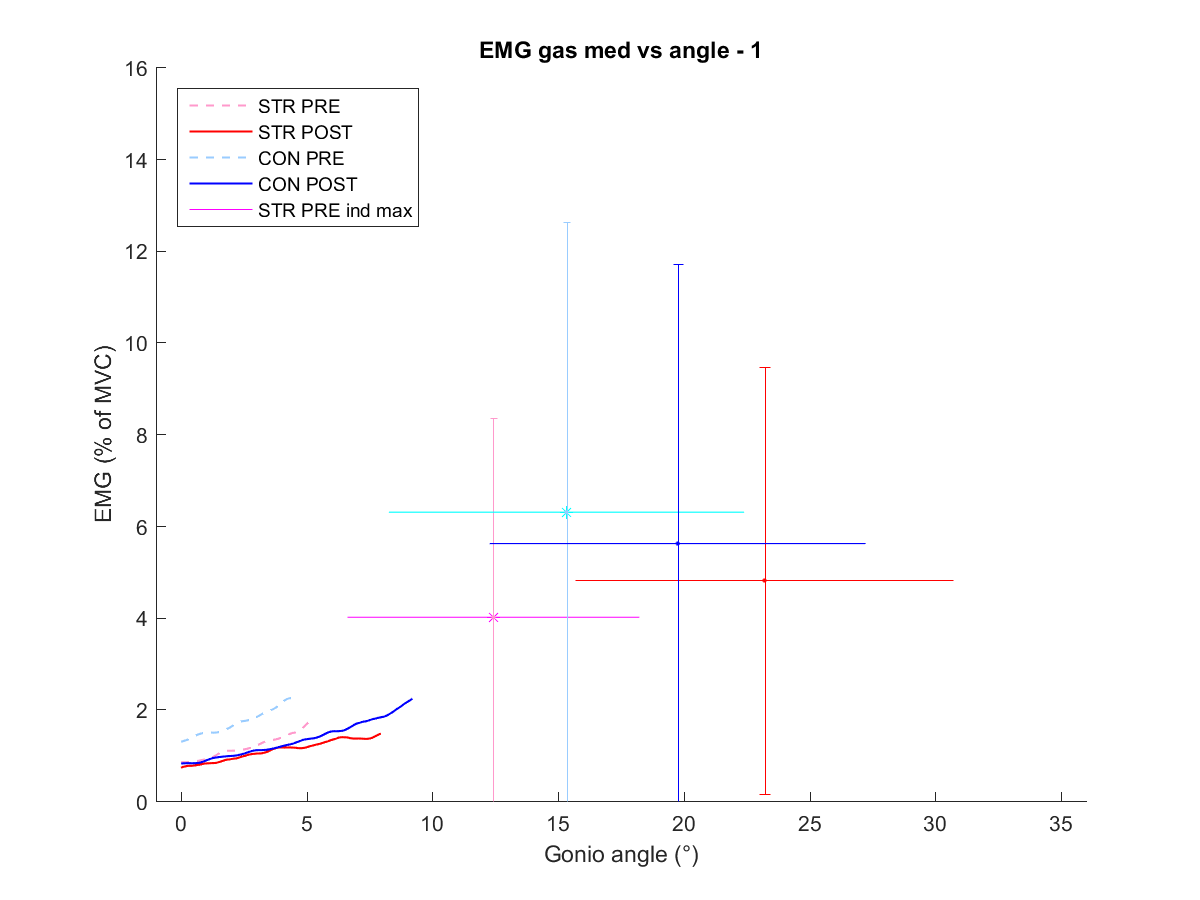 EMG gas med vs angle - 1
16
14
12
10
8
6
4
2
0
EMG (% of MVC)
STR PRE
STR POST
CON PRE
CON POST
STR PRE ind max
0 5 10 15 20 25 30 35
Gonio angle (°)